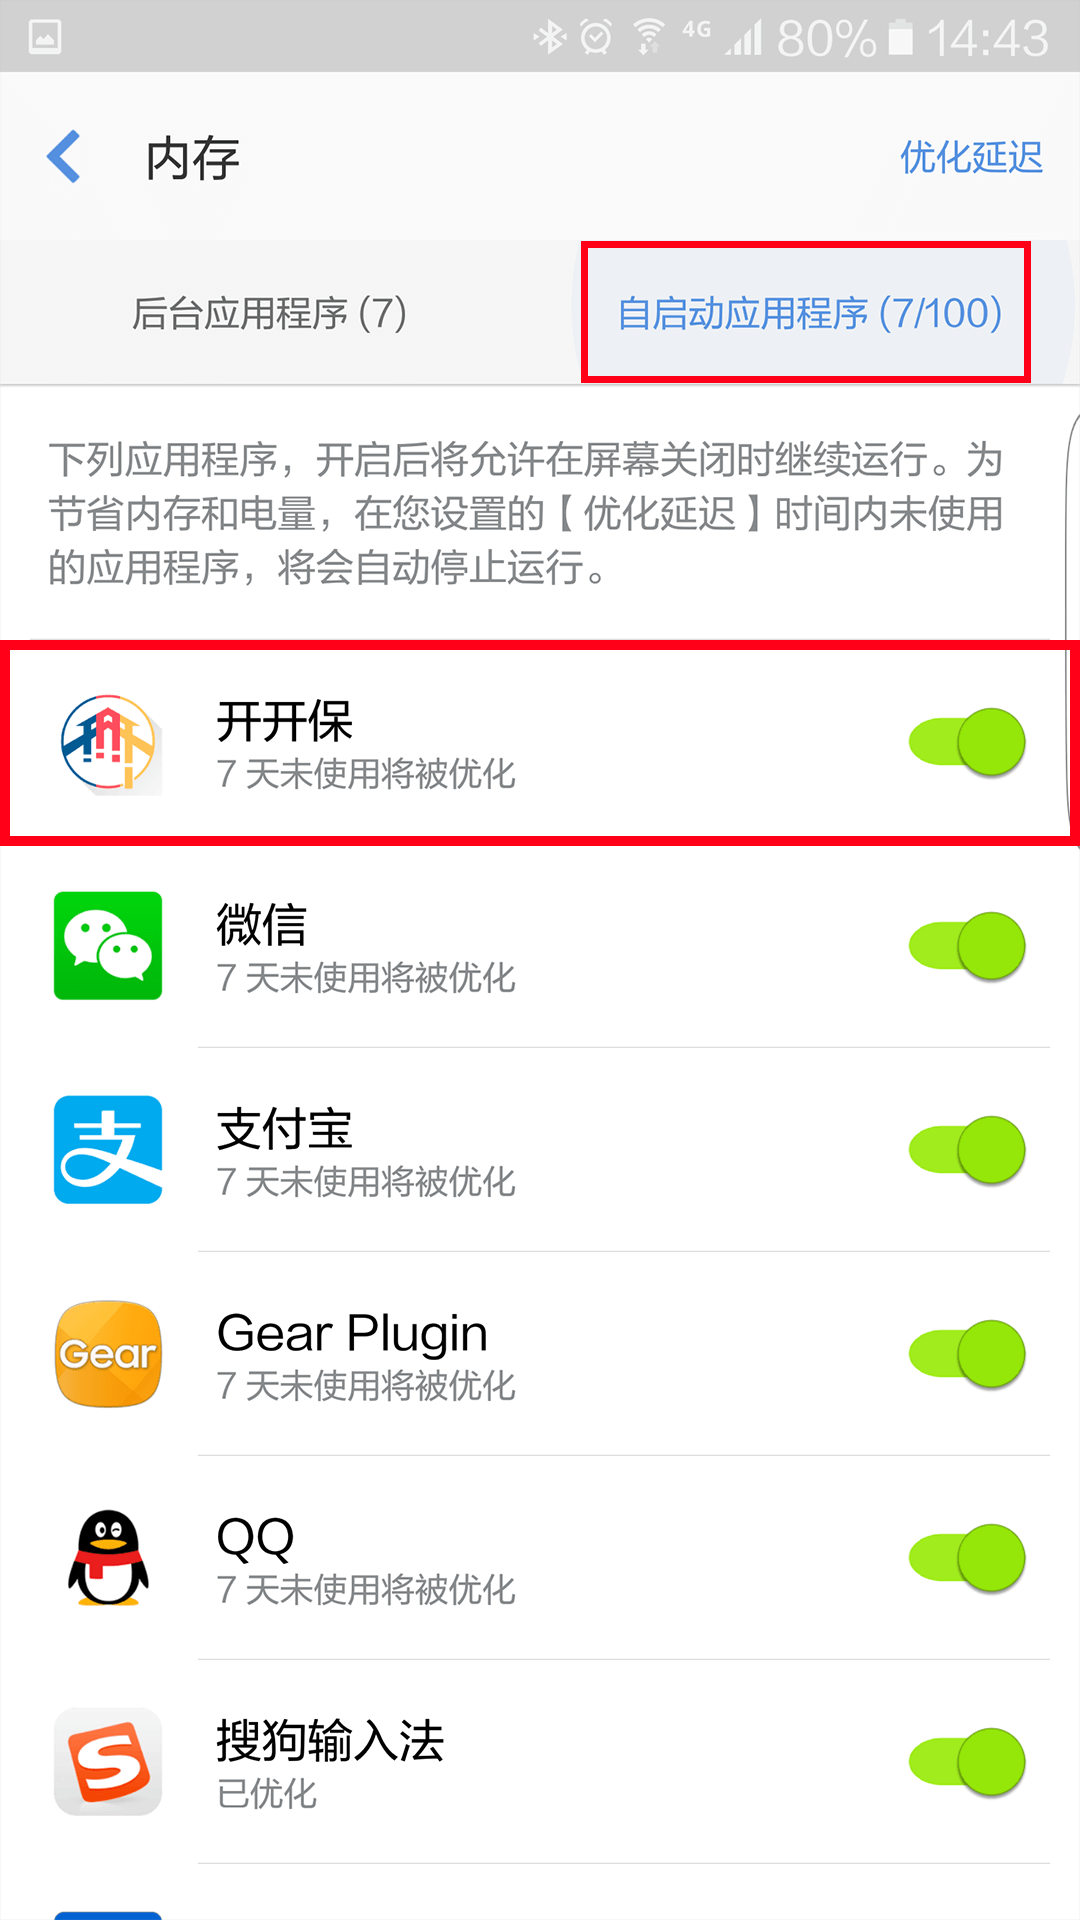 4G 80% 14:43
内存
优化延迟
后台应用程序 (7)
自启动应用程序 (7/100)
下列应用程序，开启后将允许在屏幕关闭时继续运行。为
节省内存和电量，在您设置的【优化延迟】时间内未使用
的应用程序，将会自动停止运行。
开开保
7 天未使用将被优化
微信
7 天未使用将被优化
支
支付宝
7 天未使用将被优化
Gear
Gear Plugin
7 天未使用将被优化
QQ
7 天未使用将被优化
S
搜狗输入法
已优化